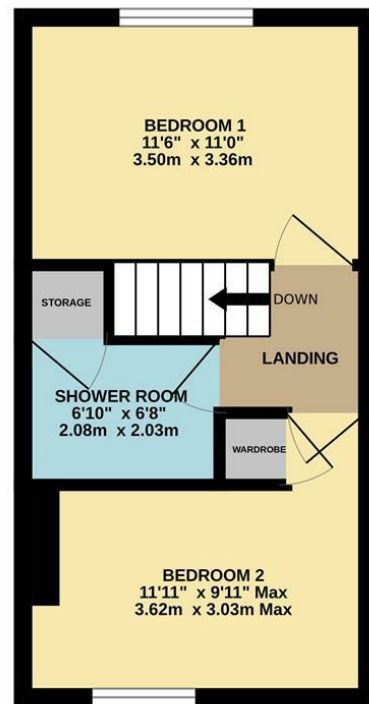 BEDROOM 1
11'6" x 11'0"
3.50m x 3.36m
STORAGE
DOWN
LANDING
SHOWER ROOM
6'10" x 6'8"
2.08m x 2.03m
WARDROBE
BEDROOM 2
11'11" x 9'11" Max
3.62m x 3.03m Max